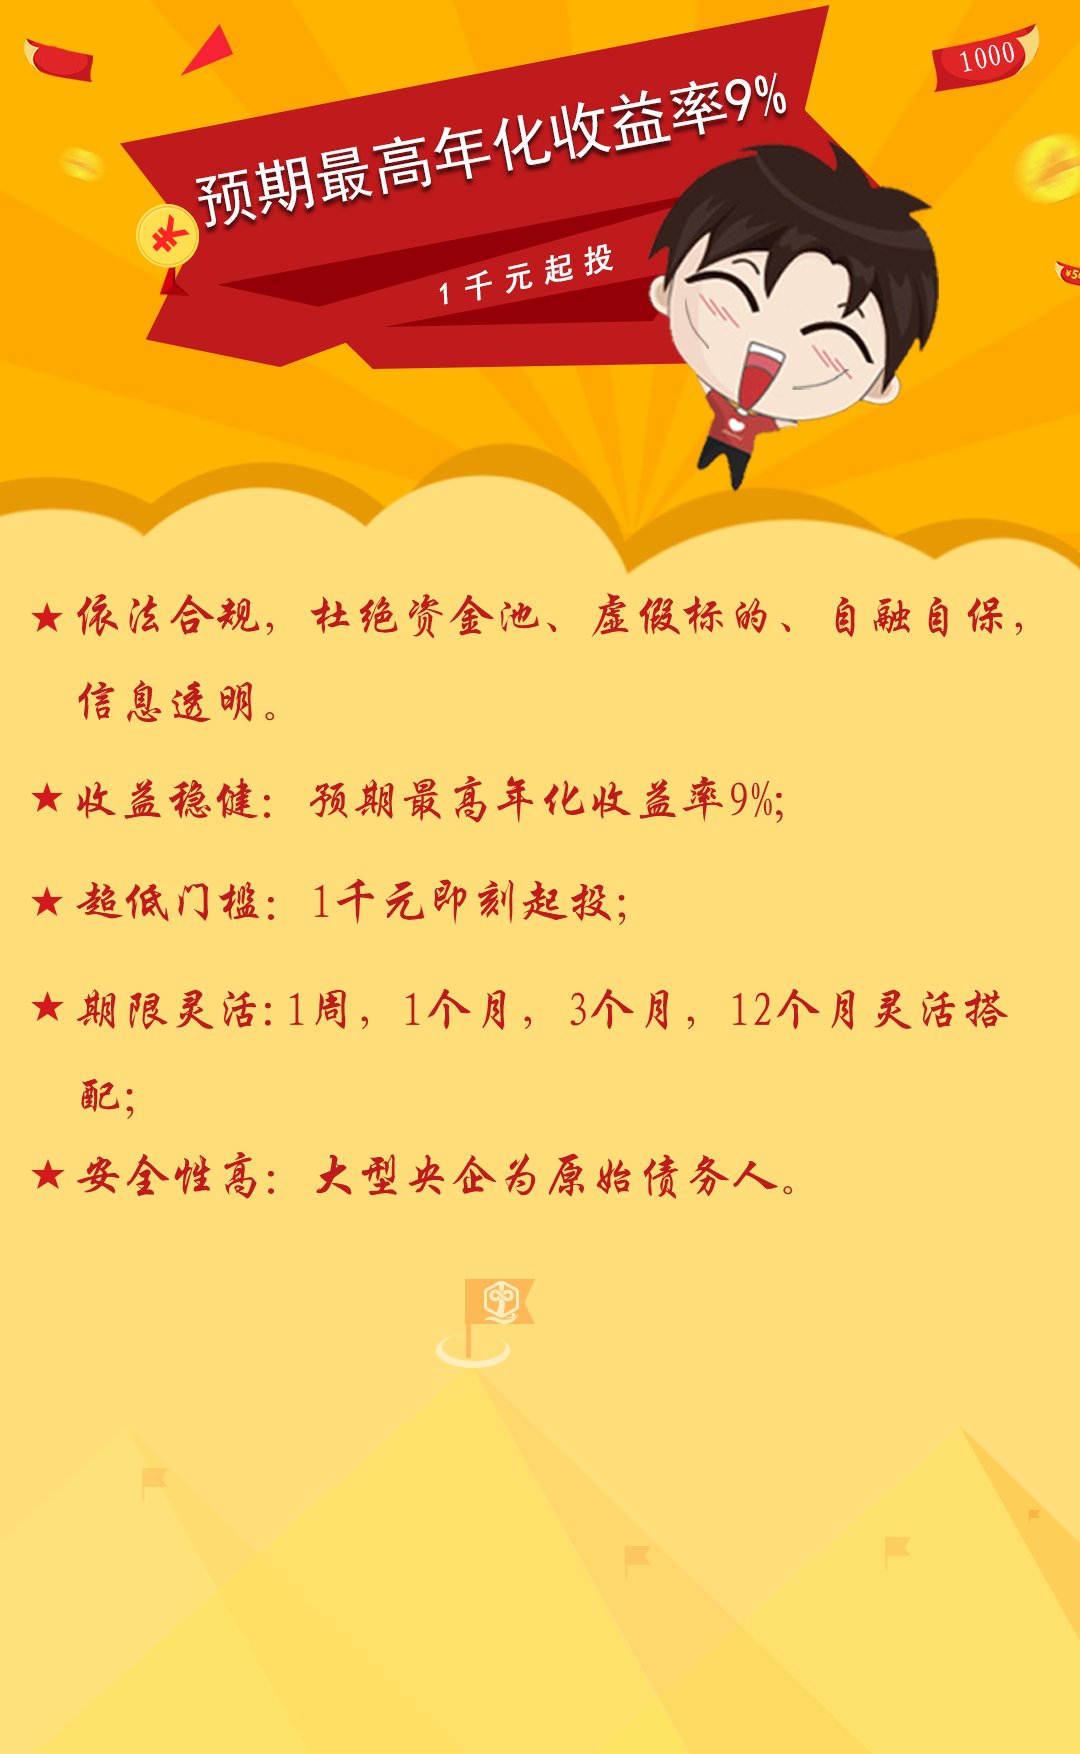 1000
预期最高年化收益率9%
1千元起投
★依法合规，杜绝资金池、虚假标的、自融自保，
信息透明。
★收益稳健：预期最高年化收益率9%;
★超低门槛：1千元即刻起投;
★期限灵活:1周，1个月，3个月，12个月灵活搭
配;
★安全性高：大型央企为原始债务人。